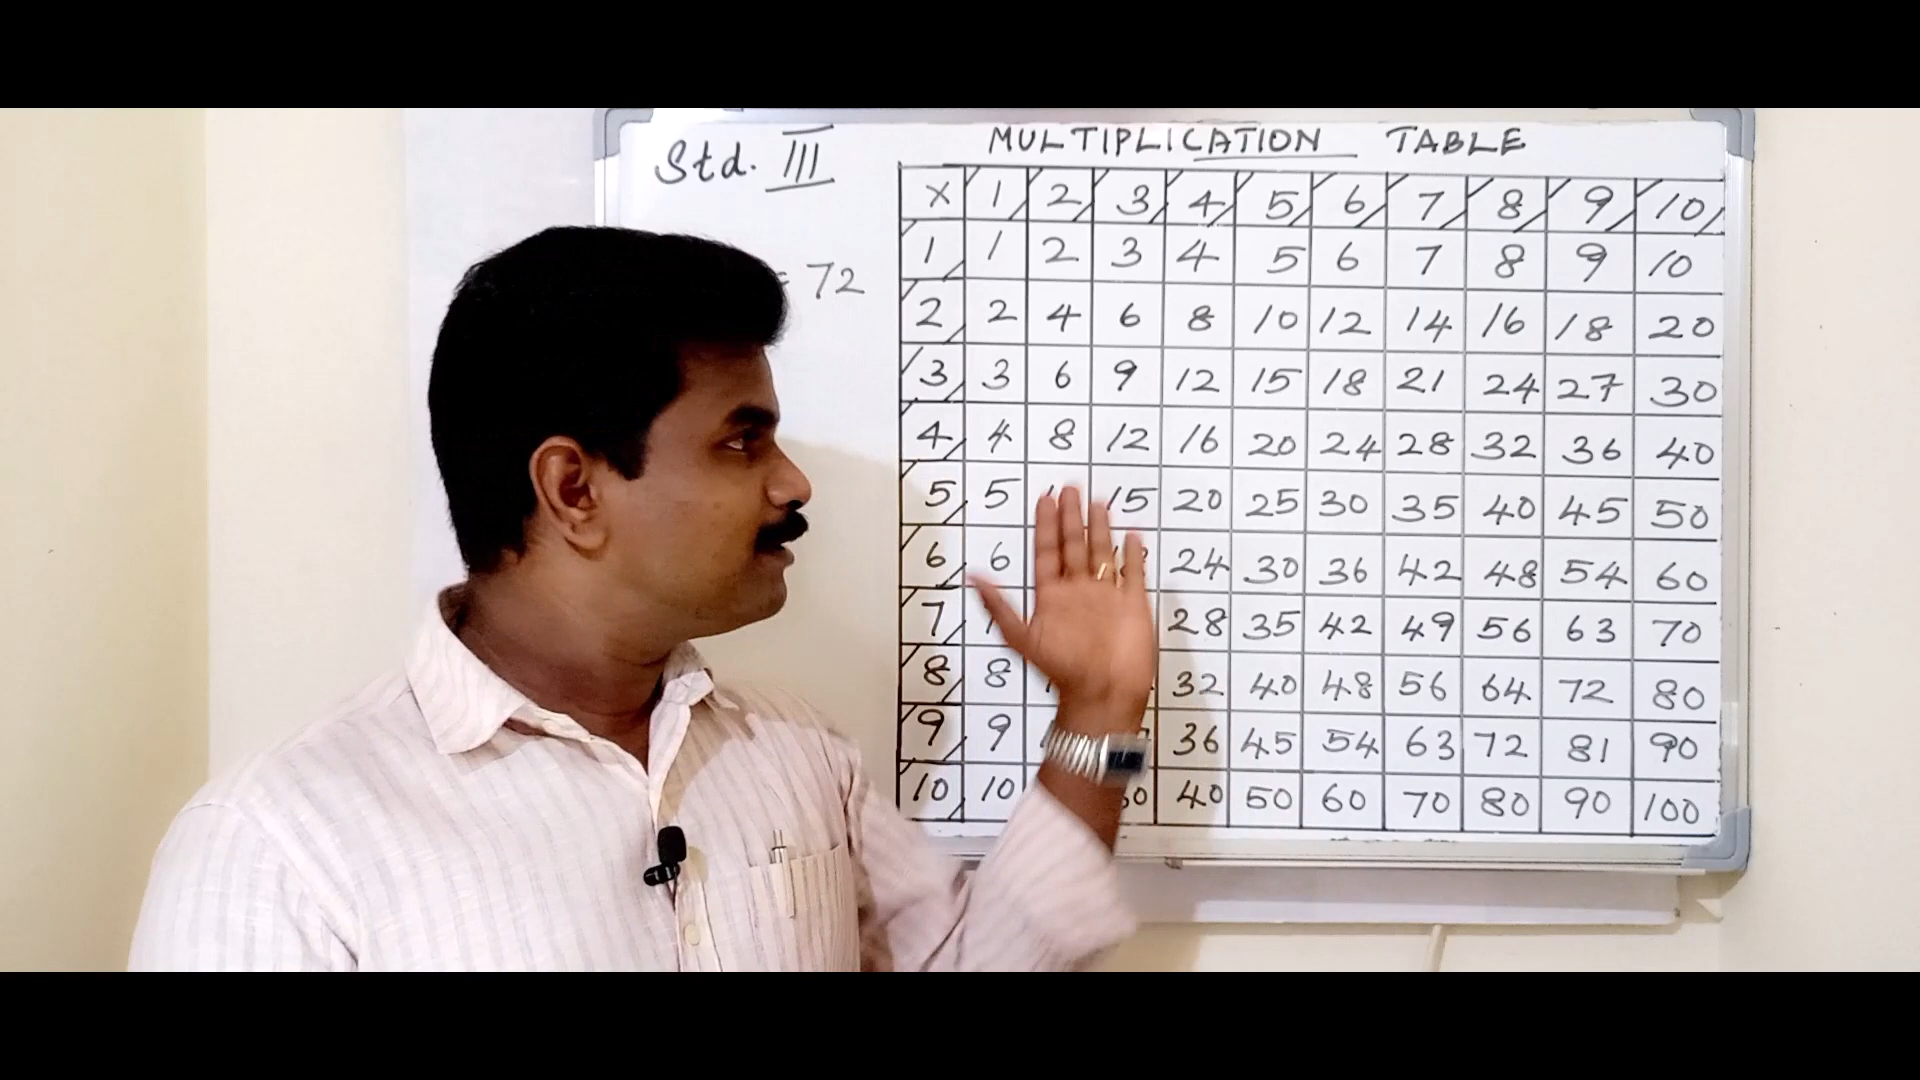 Std. III
MULTIPLICATION TABLE
= 72
× 1 2 3 4 5 6 7 8 9 10
1 1 2 3 4 5 6 7 8 9 10
2 2 4 6 8 10 12 14 16 18 20
3 3 6 9 12 15 18 21 24 27 30
4 4 8 12 16 20 24 28 32 36 40
5 5 15 20 25 30 35 40 45 50
6 6 24 30 36 42 48 54 60
7 28 35 42 49 56 63 70
8 8 32 40 48 56 64 72 80
9 9 36 45 54 63 72 81 90
10 10 40 50 60 70 80 90 100